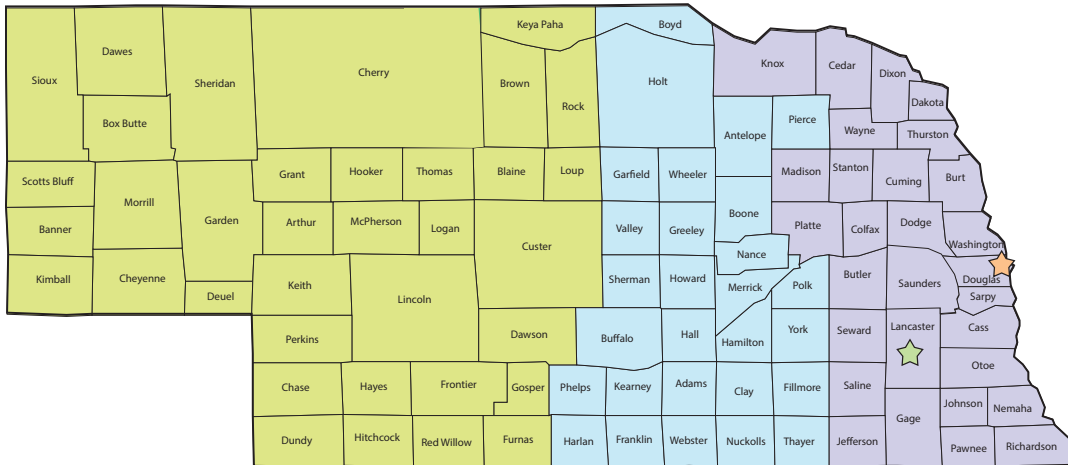 Keya Paha
Boyd
Dawes
Sioux
Sheridan
Cherry
Brown
Rock
Holt
Knox
Cedar
Dixon
Dakota
Box Butte
Antelope
Pierce
Wayne
Thurston
Scotts Bluff
Morrill
Garden
Grant
Hooker
Thomas
Blaine
Loup
Garfield
Wheeler
Madison
Stanton
Cuming
Burt
Banner
Arthur
McPherson
Logan
Custer
Valley
Greeley
Boone
Platte
Colfax
Dodge
Washington
Nance
Kimball
Cheyenne
Deuel
Keith
Lincoln
Sherman
Howard
Merrick
Polk
Butler
Saunders
Douglas
Sarpy
Perkins
Dawson
Buffalo
Hall
Hamilton
York
Seward
Lancaster
Cass
Otoe
Chase
Hayes
Frontier
Gosper
Phelps
Kearney
Adams
Clay
Fillmore
Saline
Gage
Johnson
Nemaha
Dundy
Hitchcock
Red Willow
Furnas
Harlan
Franklin
Webster
Nuckolls
Thayer
Jefferson
Pawnee
Richardson